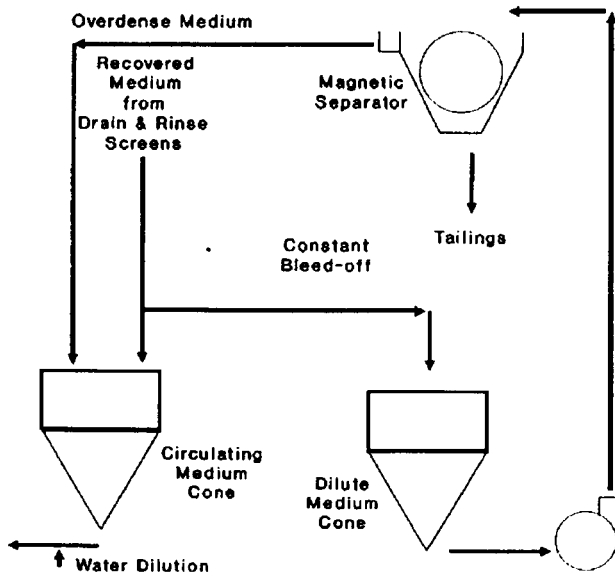 Overdense Medium
Recovered
Medium
from
Drain & Rinse
Screens
Magnetic
Separator
Tailings
Constant
Bleed-off
Circulating
Medium
Cone
Dilute
Medium
Cone
Water Dilution